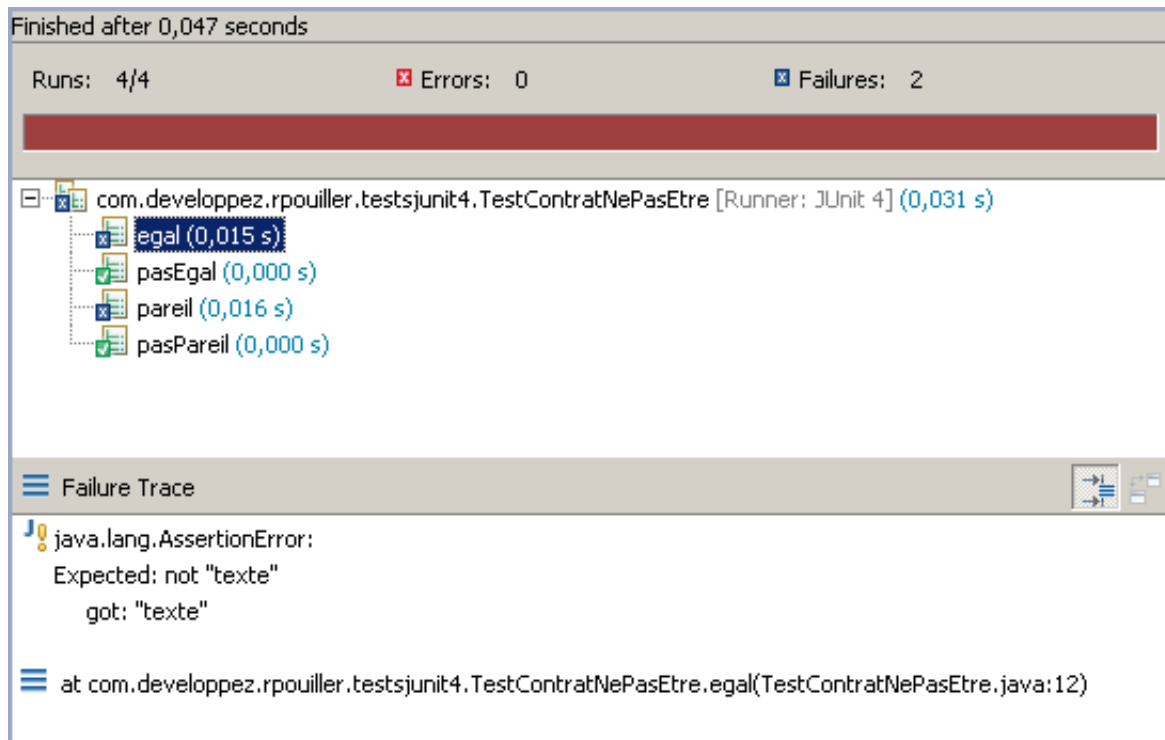 Finished after 0,047 seconds
Runs: 4/4 Errors: 0 Failures: 2
com.developpez.rpouiller.testsjunit4.TestContratNePasEtre [Runner: JUnit 4] (0,031 s)
egal (0,015 s)
pasEgal (0,000 s)
pareil (0,016 s)
pasPareil (0,000 s)
Failure Trace
java.lang.AssertionError:
Expected: not "texte"
got: "texte"
at com.developpez.rpouiller.testsjunit4.TestContratNePasEtre.egal(TestContratNePasEtre.java:12)